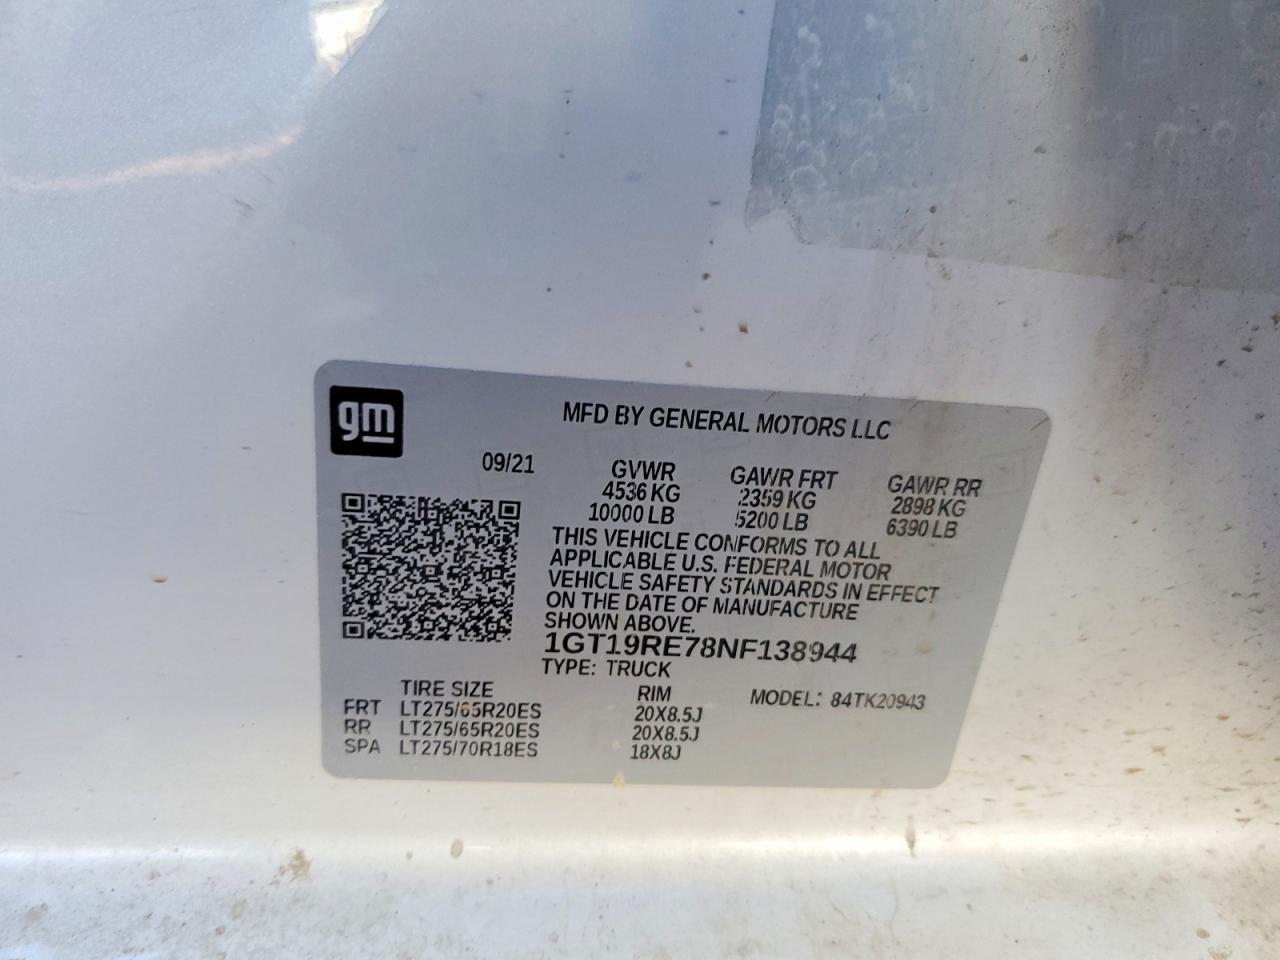 gm
MFD BY GENERAL MOTORS LLC
09/21
GVWR GAWR FRT GAWR RR
4536 KG 2359 KG 2898 KG
10000 LB 5200 LB 6390 LB
THIS VEHICLE CONFORMS TO ALL
APPLICABLE U.S. FEDERAL MOTOR
VEHICLE SAFETY STANDARDS IN EFFECT
ON THE DATE OF MANUFACTURE
SHOWN ABOVE.
1GT19RE78NF138944
TYPE: TRUCK
TIRE SIZE RIM MODEL: 84TK20943
FRT LT275/65R20ES 20X8.5J
RR LT275/65R20ES 20X8.5J
SPA LT275/70R18ES 18X8J